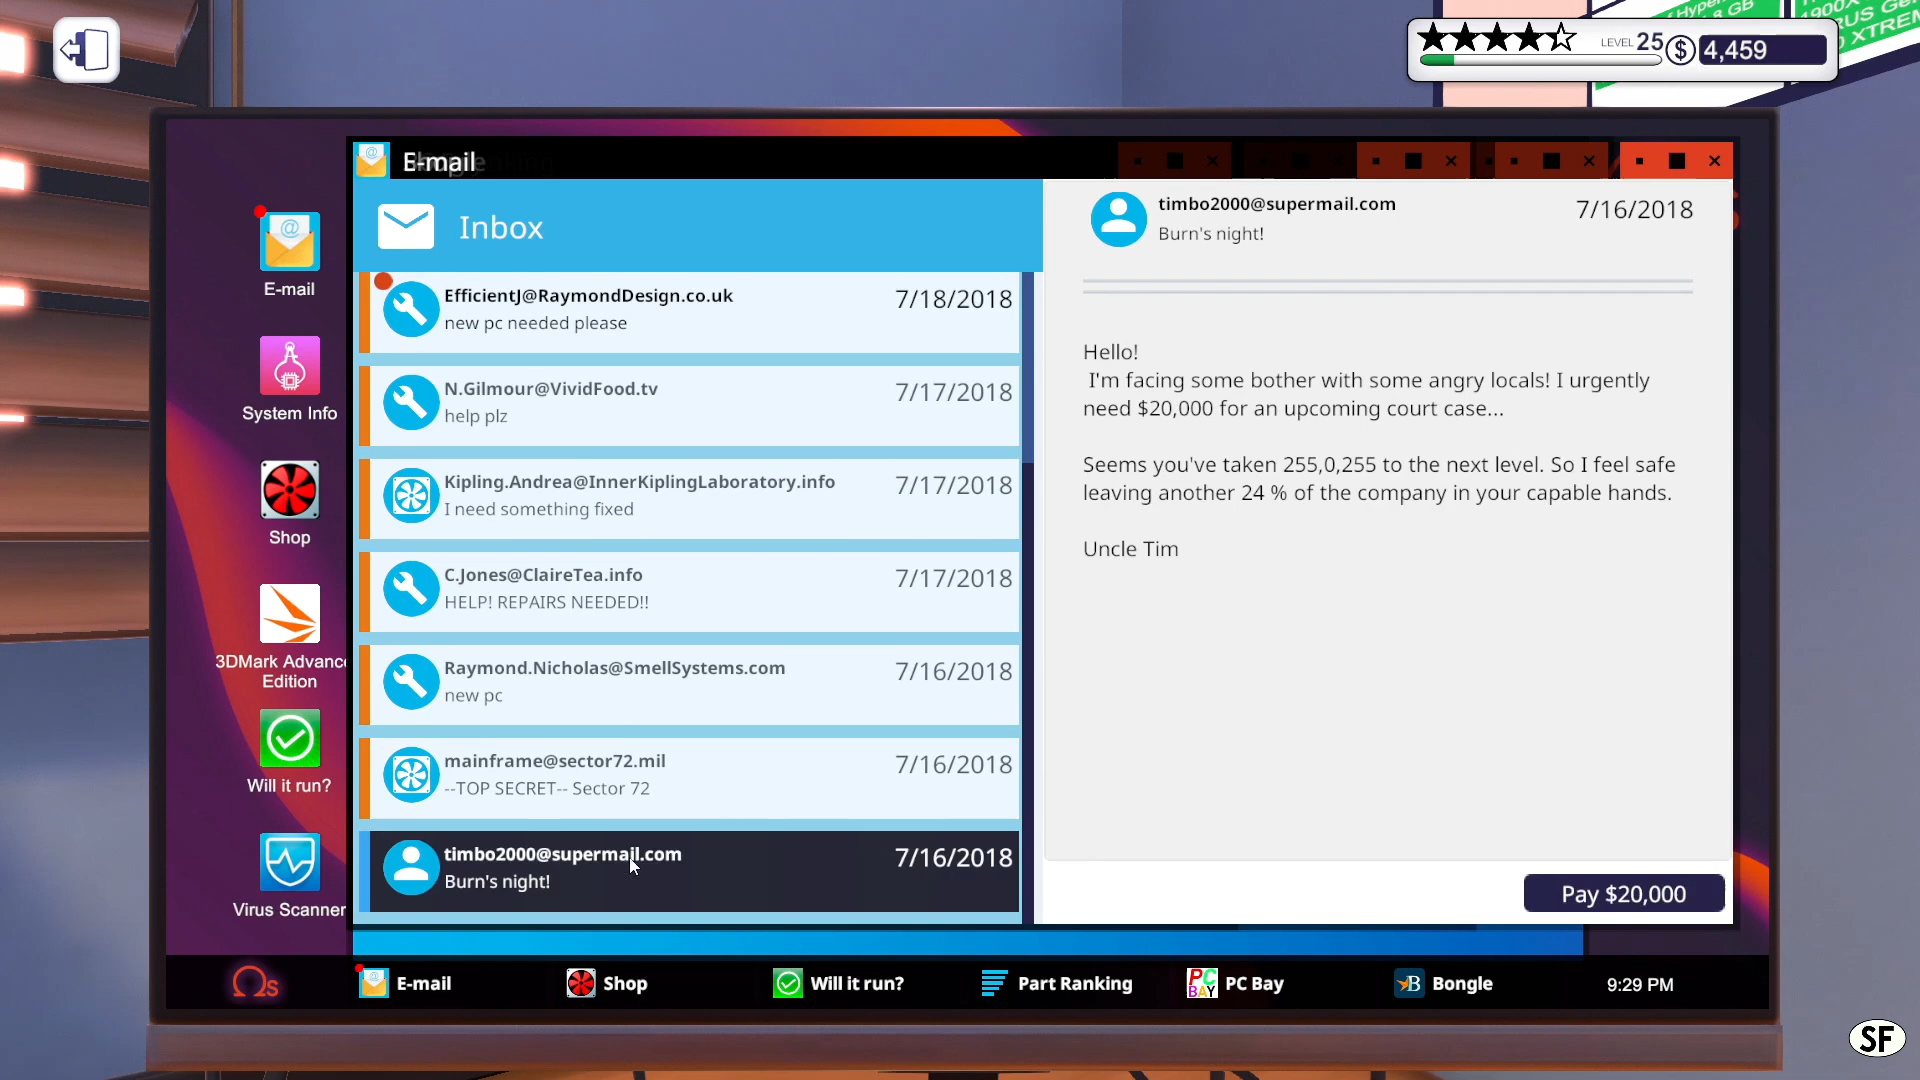 LEVEL 25
$ 4,459
E-mail
Inbox
E-mail
System Info
Shop
3DMark Advanc
Edition
Will it run?
Virus Scanner
EfficientJ@RaymondDesign.co.uk
7/18/2018
new pc needed please
N.Gilmour@VividFood.tv
7/17/2018
help plz
Kipling.Andrea@InnerKiplingLaboratory.info
7/17/2018
I need something fixed
C.Jones@ClaireTea.info
7/17/2018
HELP! REPAIRS NEEDED!!
Raymond.Nicholas@SmellSystems.com
7/16/2018
new pc
mainframe@sector72.mil
7/16/2018
--TOP SECRET-- Sector 72
timbo2000@supermail.com
7/16/2018
Burn's night!
timbo2000@supermail.com
7/16/2018
Burn's night!
Hello!
I'm facing some bother with some angry locals! I urgently
need $20,000 for an upcoming court case...
Seems you've taken 255,0,255 to the next level. So I feel safe
leaving another 24 % of the company in your capable hands.
Uncle Tim
Pay $20,000
Ωs
E-mail
Shop
Will it run?
Part Ranking
PC BAY
PC Bay
B
Bongle
9:29 PM
SF